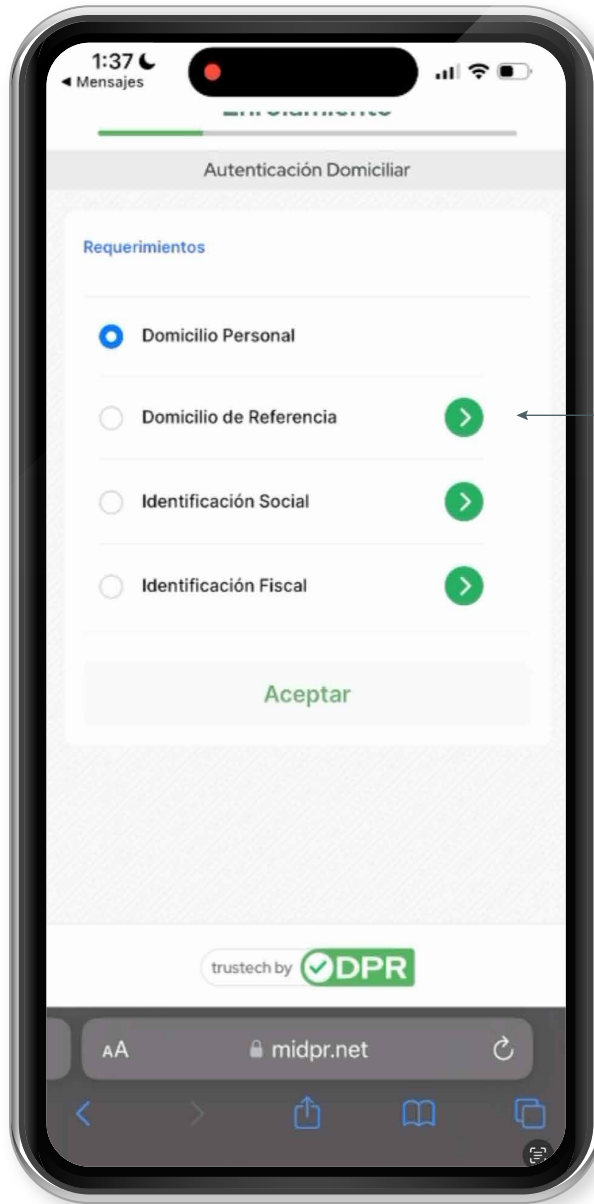 1:37
◀ Mensajes
Autenticación Domiciliar
Requerimientos
Domicilio Personal
Domicilio de Referencia
Identificación Social
Identificación Fiscal
Aceptar
trustech by DPR
AA midpr.net